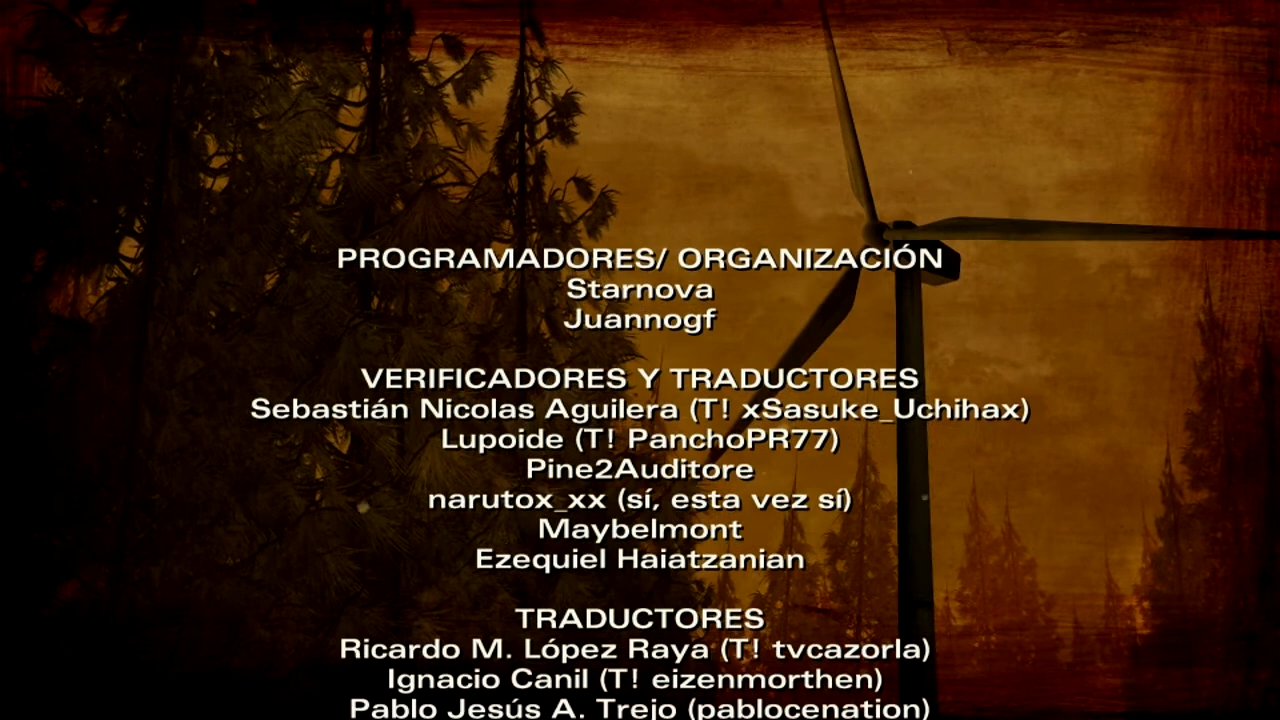 PROGRAMADORES/ ORGANIZACIÓN
Starnova
Juannogf
VERIFICADORES Y TRADUCTORES
Sebastián Nicolas Aguilera (T! xSasuke_Uchihax)
Lupoide (T! PanchoPR77)
Pine2Auditore
narutox_xx (sí, esta vez sí)
Maybelmont
Ezequiel Haiatzanian
TRADUCTORES
Ricardo M. López Raya (T! tvcazorla)
Ignacio Canil (T! eizenmorthen)
Pablo Jesús A. Trejo (pablocenation)